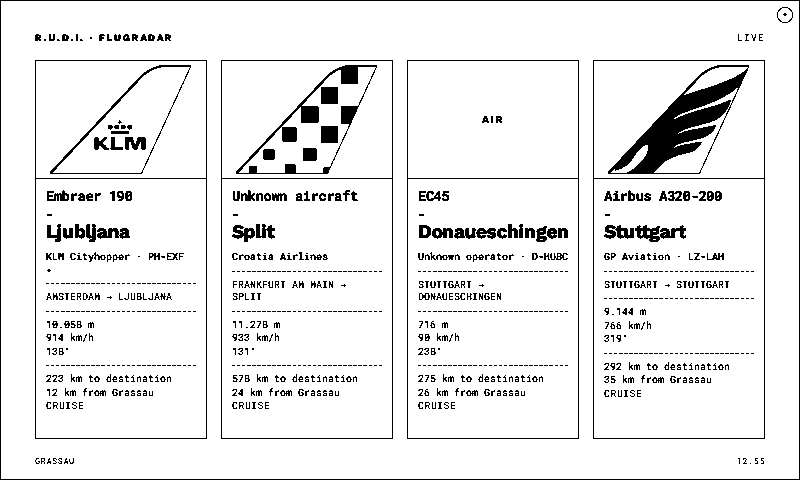 R.U.D.I. · FLUGRADAR
LIVE
KLM
Embraer 190
-
Ljubljana
KLM Cityhopper · PH-EXF
AMSTERDAM → LJUBLJANA
10.058 m
914 km/h
138°
223 km to destination
12 km from Grassau
CRUISE
Unknown aircraft
-
Split
Croatia Airlines
FRANKFURT AM MAIN →
SPLIT
11.278 m
933 km/h
131°
578 km to destination
24 km from Grassau
CRUISE
AIR
EC45
-
Donaueschingen
Unknown operator · D-HUBC
STUTTGART →
DONAUESCHINGEN
716 m
90 km/h
238°
275 km to destination
26 km from Grassau
CRUISE
Airbus A320-200
-
Stuttgart
GP Aviation · LZ-LAH
STUTTGART → STUTTGART
9.144 m
766 km/h
319°
292 km to destination
35 km from Grassau
CRUISE
GRASSAU
12.55